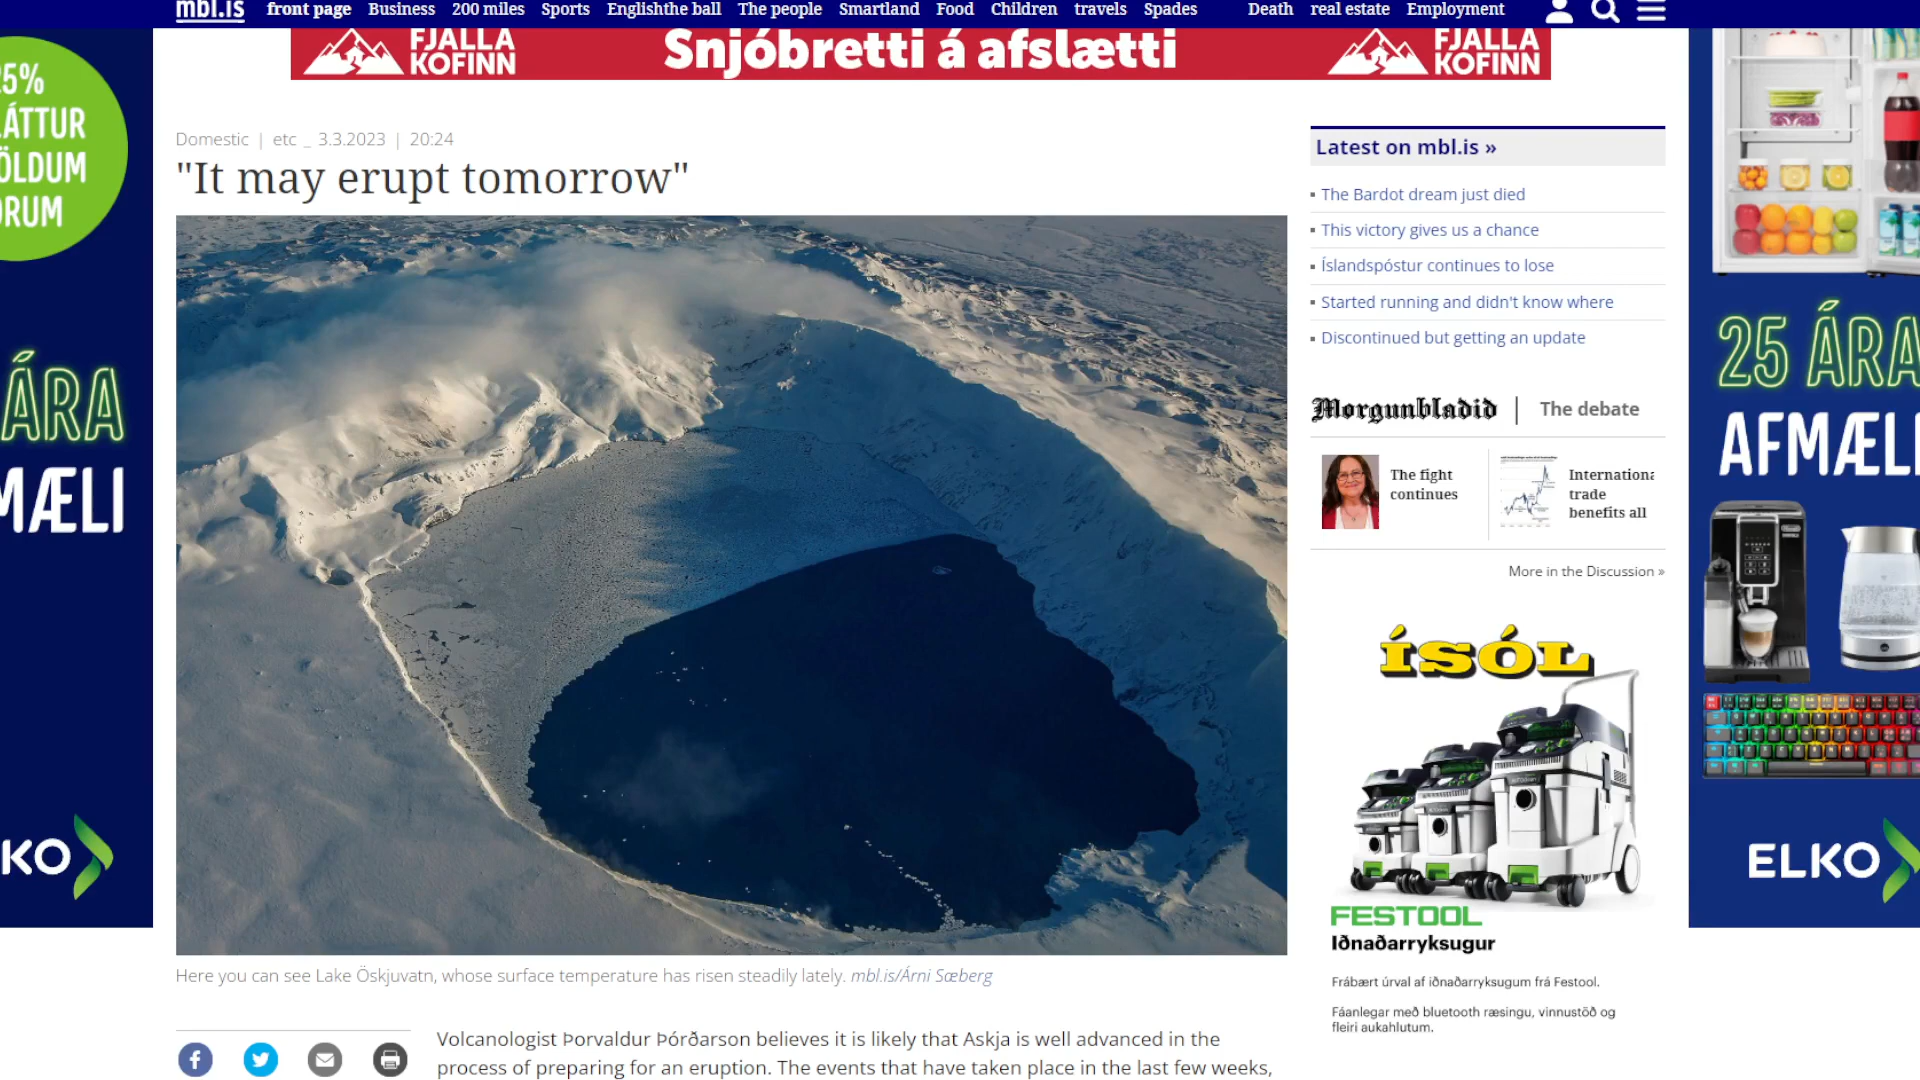 mbl.is front page Business 200 miles Sports Englishthe ball The people Smartland Food Children travels Spades Death real estate Employment
FJALLA
KOFINN
Snjóbretti á afslætti
FJALLA
KOFINN
25%
ÖLDUM
ÁRA
AFMÆLI
Domestic | etc _ 3.3.2023 | 20:24
"It may erupt tomorrow"
Here you can see Lake Öskjuvatn, whose surface temperature has risen steadily lately. mbl.is/Árni Sæberg
Volcanologist Þorvaldur Þórðarson believes it is likely that Askja is well advanced in the
process of preparing for an eruption. The events that have taken place in the last few weeks,
Latest on mbl.is »
The Bardot dream just died
This victory gives us a chance
Íslandspóstur continues to lose
Started running and didn't know where
Discontinued but getting an update
Morgunbladid | The debate
The fight
continues
Internationa
trade
benefits all
More in the Discussion »
ÍSÓL
FESTOOL
Iðnaðarryksugur
Frábært úrval af iðnaðarryksugum frá Festool.
Fáanlegar með bluetooth ræsingu, vinnustöð og
fleiri aukahlutum.
25 ÁRA
AFMÆLI
ELKO